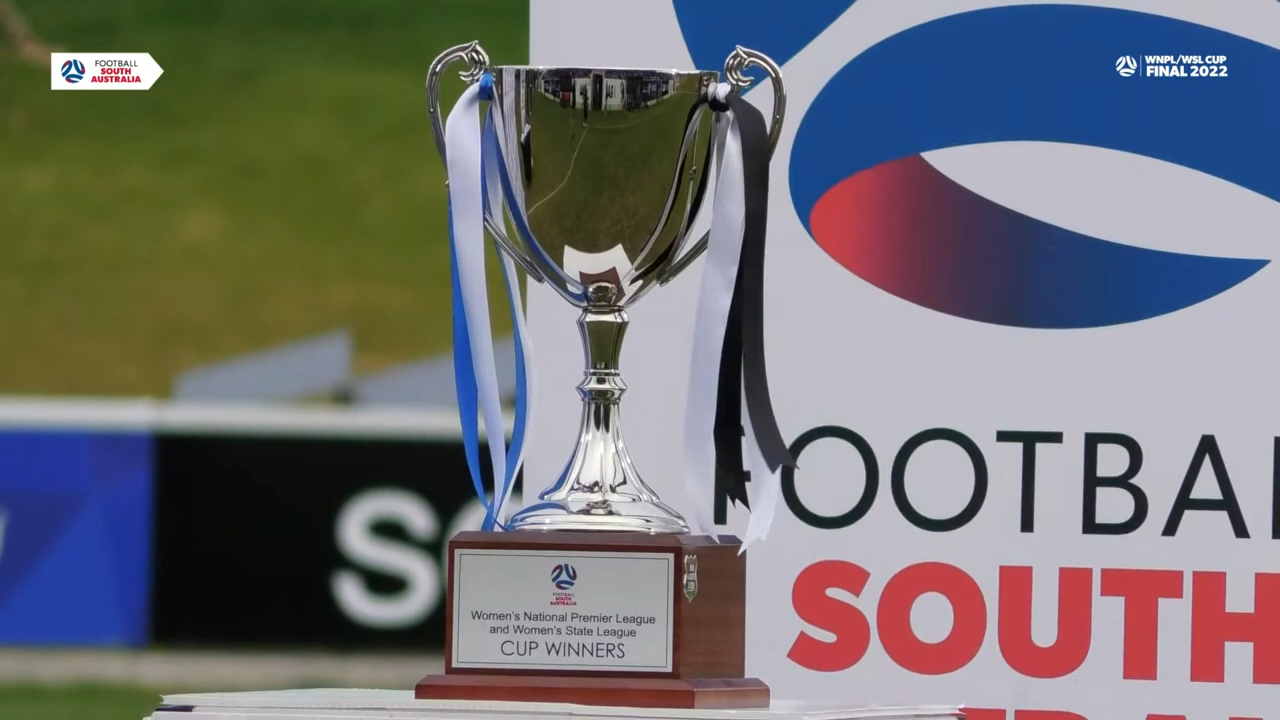 FOOTBALL
SOUTH
AUSTRALIA
WNPL/WSL CUP
FINAL 2022
FOOTBA
SOUTH
S
FOOTBALL
SOUTH
AUSTRALIA
Women's National Premier League
and Women's State League
CUP WINNERS